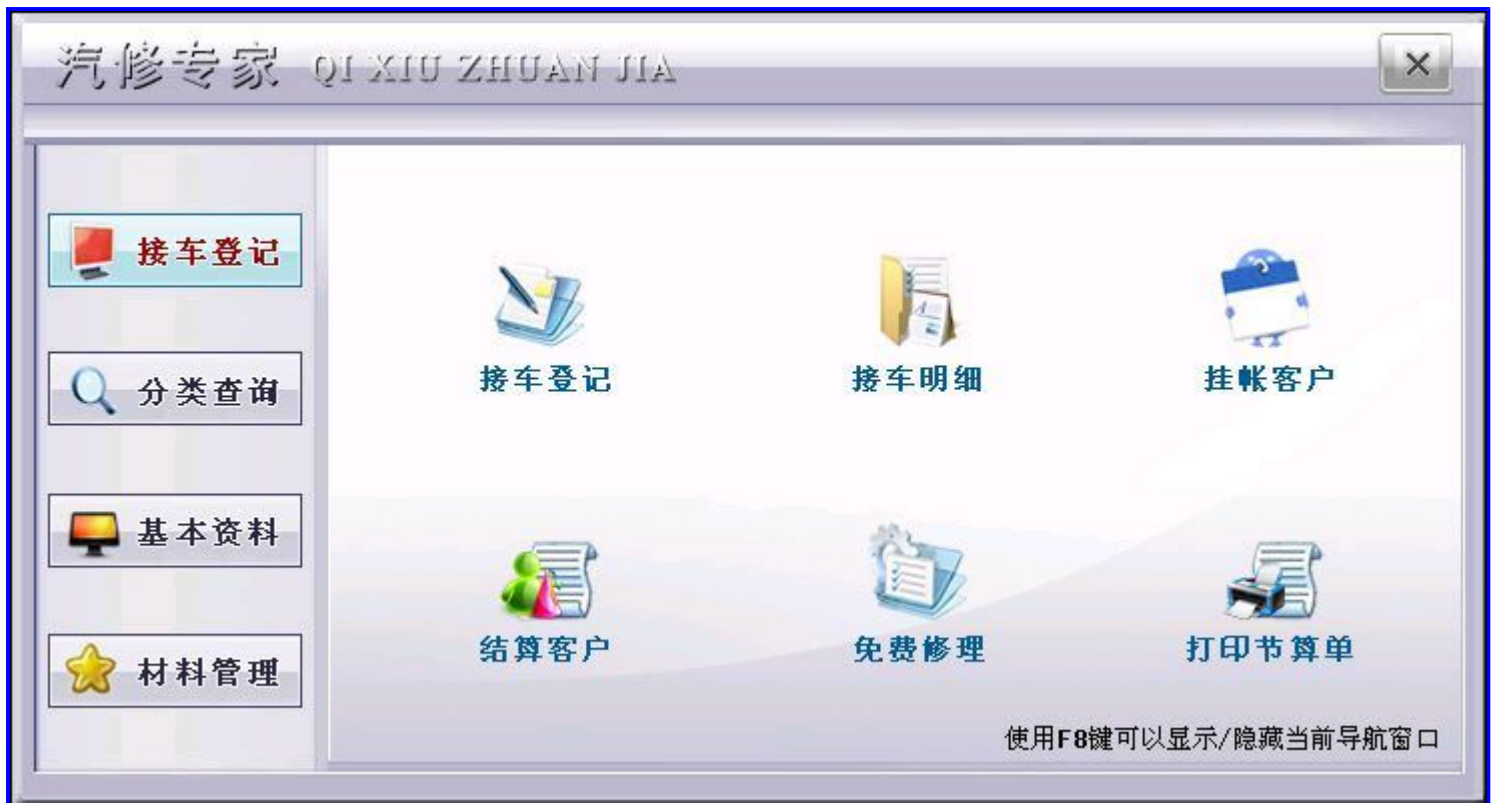 汽修专家 QI XIU ZHUAN JIA
接车登记
分类查询
基本资料
材料管理
接车登记
接车明细
挂帐客户
结算客户
免费修理
打印节算单
使用F8键可以显示/隐藏当前导航窗口